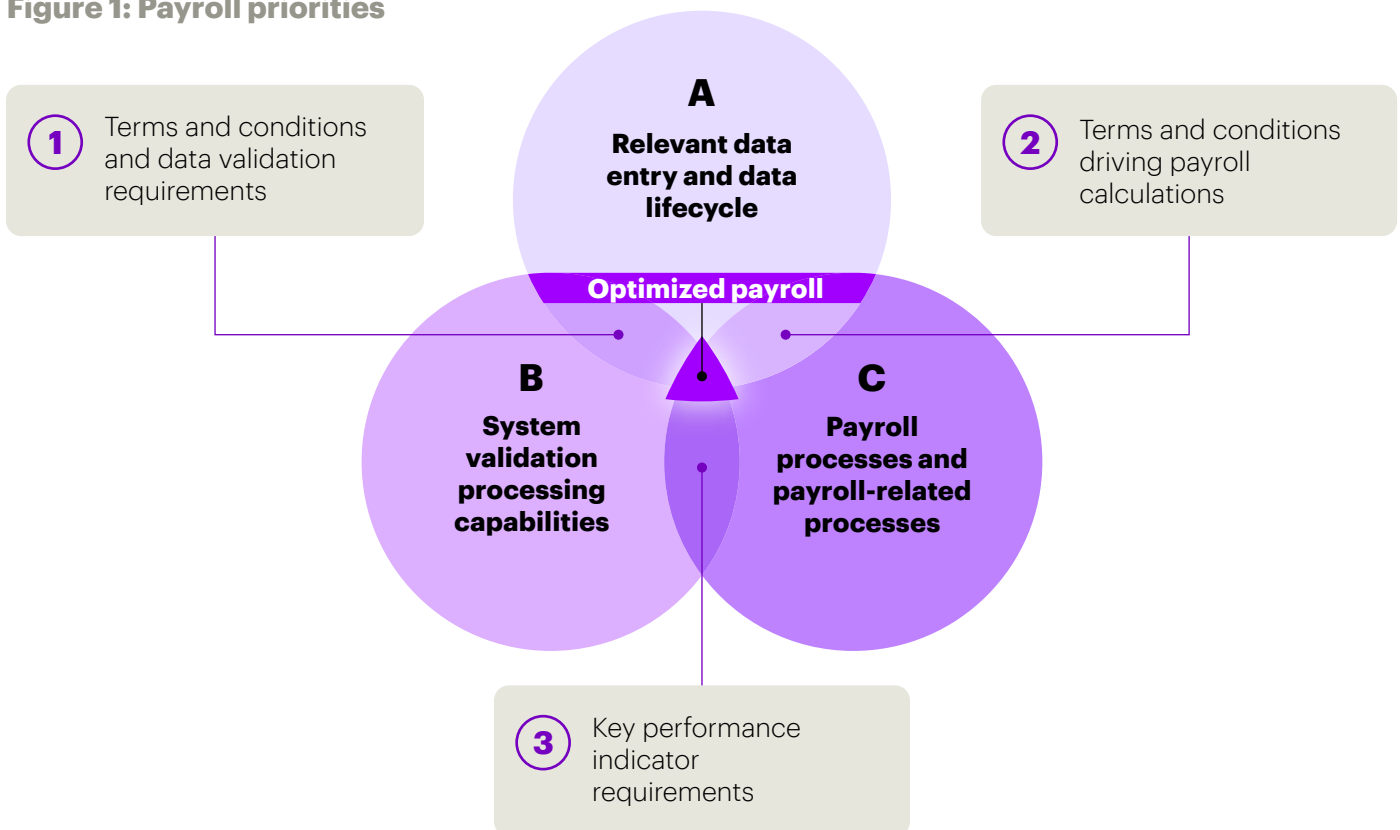 Figure 1: Payroll priorities
A
Relevant data
entry and data
lifecycle
1
Terms and conditions
and data validation
requirements
2
Terms and conditions
driving payroll
calculations
Optimized payroll
B
System
validation
processing
capabilities
C
Payroll
processes and
payroll-related
processes
3
Key performance
indicator
requirements